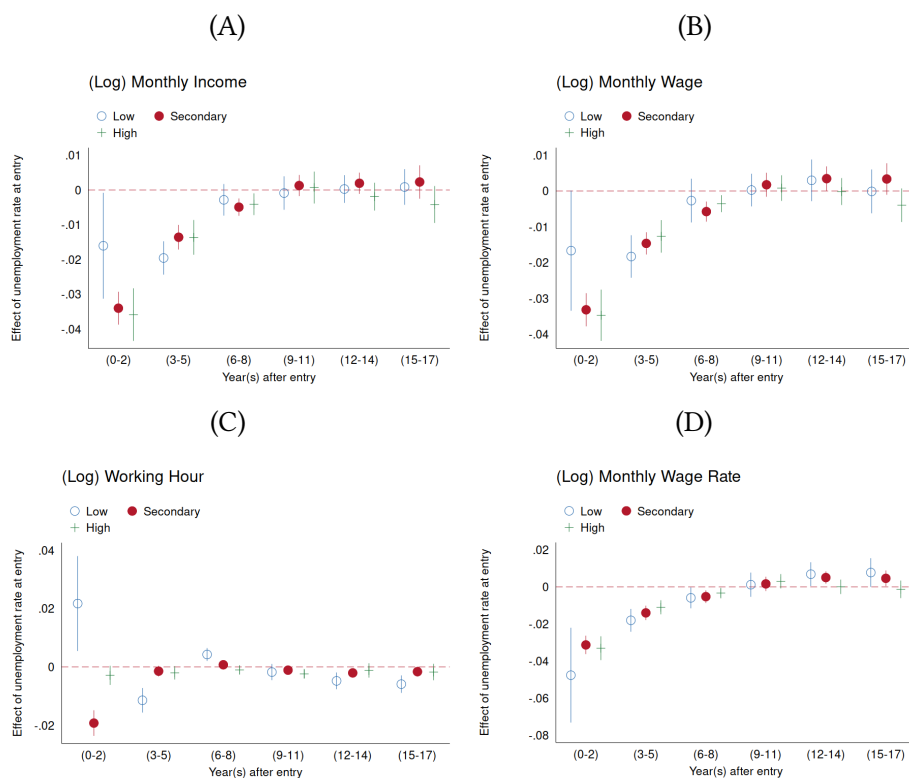 (A)
(Log) Monthly Income
Low Secondary
High
Effect of unemployment rate at entry
.01
0
-.01
-.02
-.03
-.04
(0-2) (3-5) (6-8) (9-11) (12-14) (15-17)
Year(s) after entry
(B)
(Log) Monthly Wage
Low Secondary
High
Effect of unemployment rate at entry
.01
0
-.01
-.02
-.03
-.04
(0-2) (3-5) (6-8) (9-11) (12-14) (15-17)
Year(s) after entry
(C)
(Log) Working Hour
Low Secondary
High
Effect of unemployment rate at entry
.04
.02
0
-.02
(0-2) (3-5) (6-8) (9-11) (12-14) (15-17)
Year(s) after entry
(D)
(Log) Monthly Wage Rate
Low Secondary
High
Effect of unemployment rate at entry
.02
0
-.02
-.04
-.06
-.08
(0-2) (3-5) (6-8) (9-11) (12-14) (15-17)
Year(s) after entry